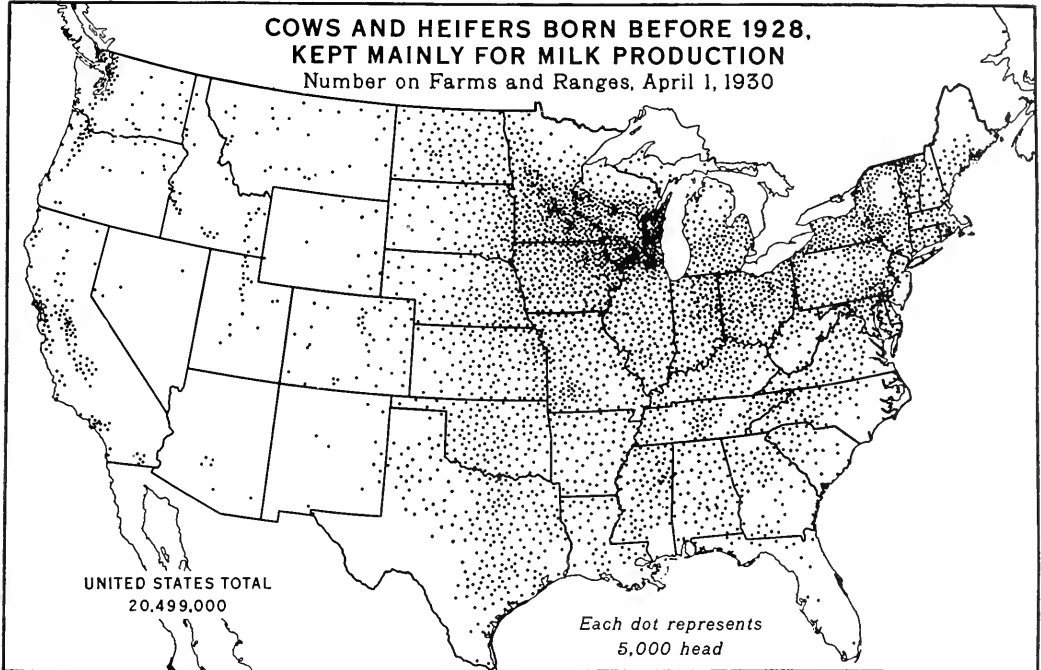 COWS AND HEIFERS BORN BEFORE 1928,
KEPT MAINLY FOR MILK PRODUCTION
Number on Farms and Ranges, April 1, 1930
UNITED STATES TOTAL
20,499,000
Each dot represents
5,000 head